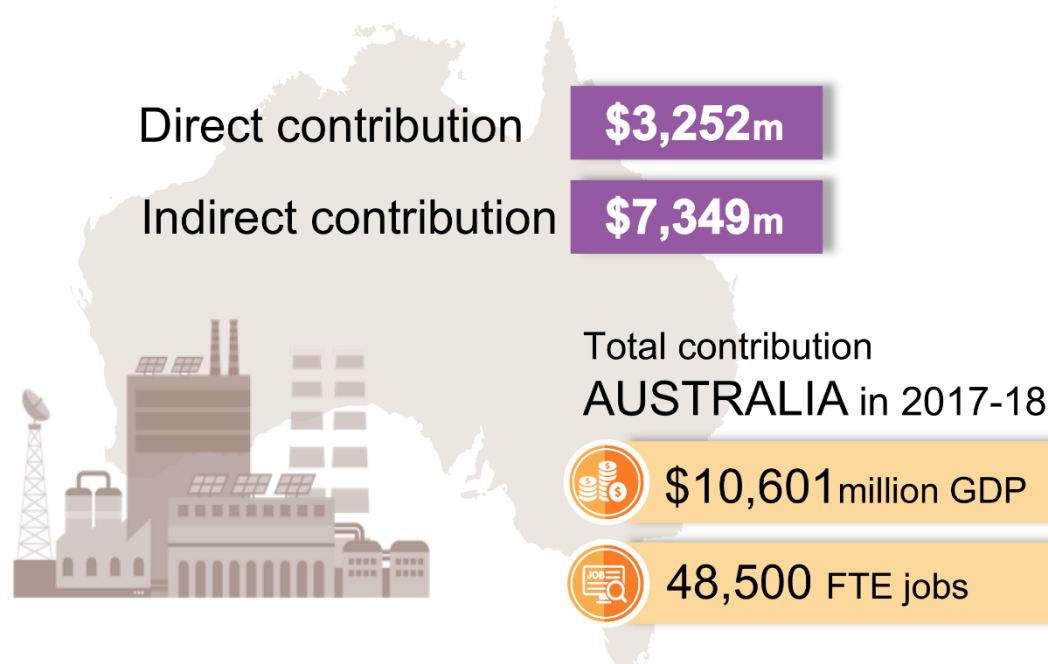 Direct contribution $3,252m
Indirect contribution $7,349m
Total contribution
AUSTRALIA in 2017-18
$10,601million GDP
JOB
48,500 FTE jobs